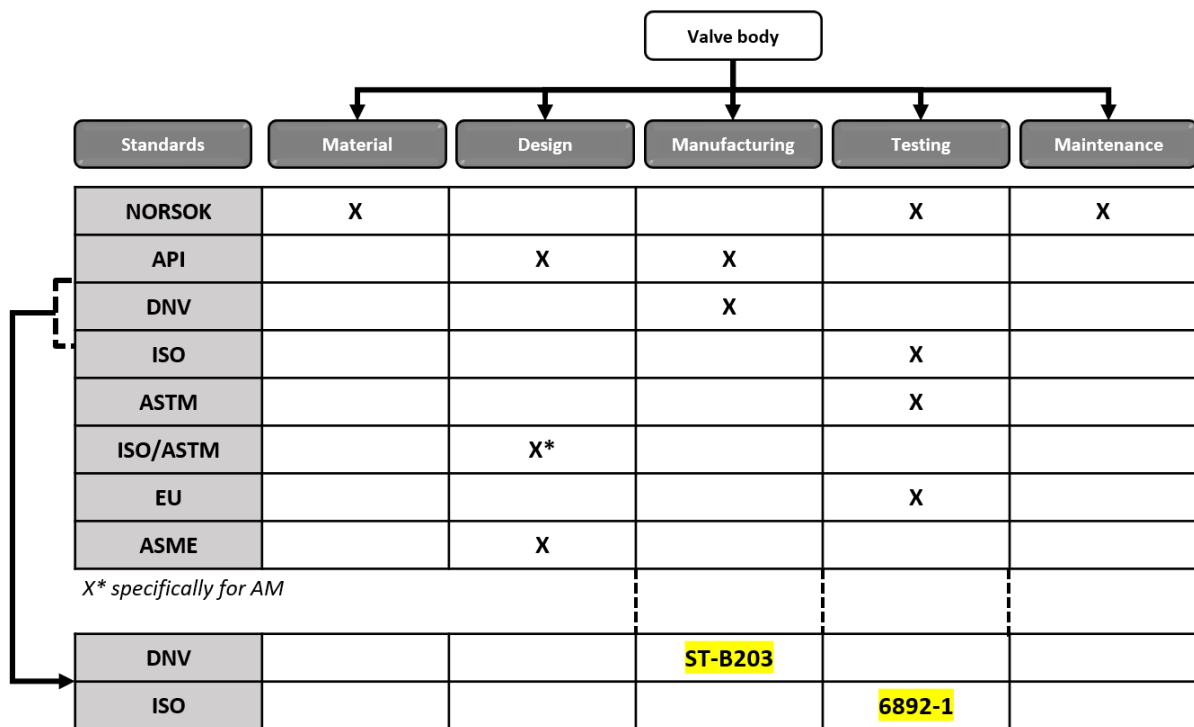 Valve body
Standards Material Design Manufacturing Testing Maintenance
NORSOK X X X
API X X
DNV X
ISO X
ASTM X
ISO/ASTM X*
EU X
ASME X
X* specifically for AM
DNV ST-B203
ISO 6892-1